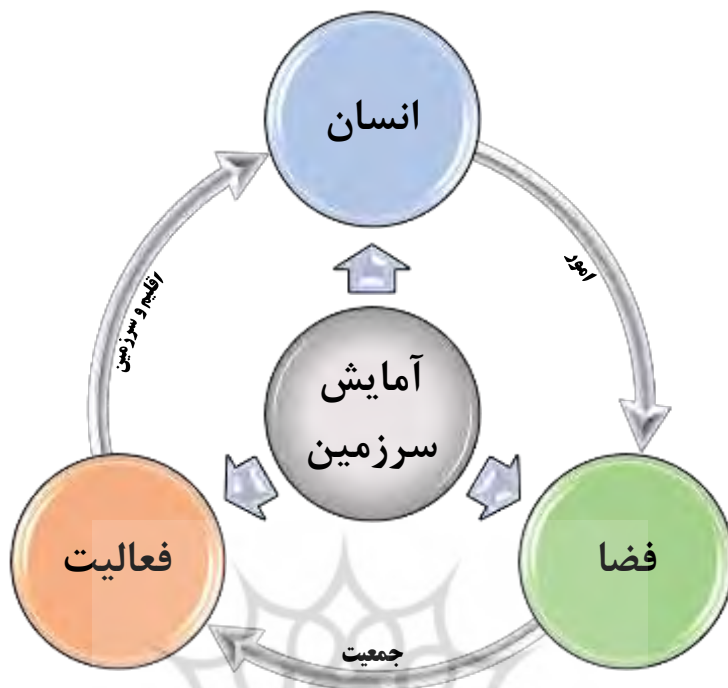 انسان
امور
اقلیم و سرزمین
آمایش
سرزمین
فضا
فعالیت
جمعیت